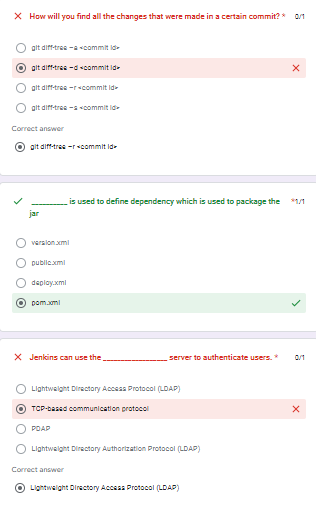 How will you find all the changes that were made in a certain commit? * 0/1
git diff-tree -a <commit id>
git diff-tree -d <commit id>
git diff-tree -r <commit id>
git diff-tree -s <commit id>
Correct answer
git diff-tree -r <commit id>
_________ is used to define dependency which is used to package the *1/1
jar
version.xml
public.xml
deploy.xml
pom.xml
Jenkins can use the ________________ server to authenticate users. * 0/1
Lightweight Directory Access Protocol (LDAP)
TCP-based communication protocol
PDAP
Lightweight Directory Authorization Protocol (LDAP)
Correct answer
Lightweight Directory Access Protocol (LDAP)